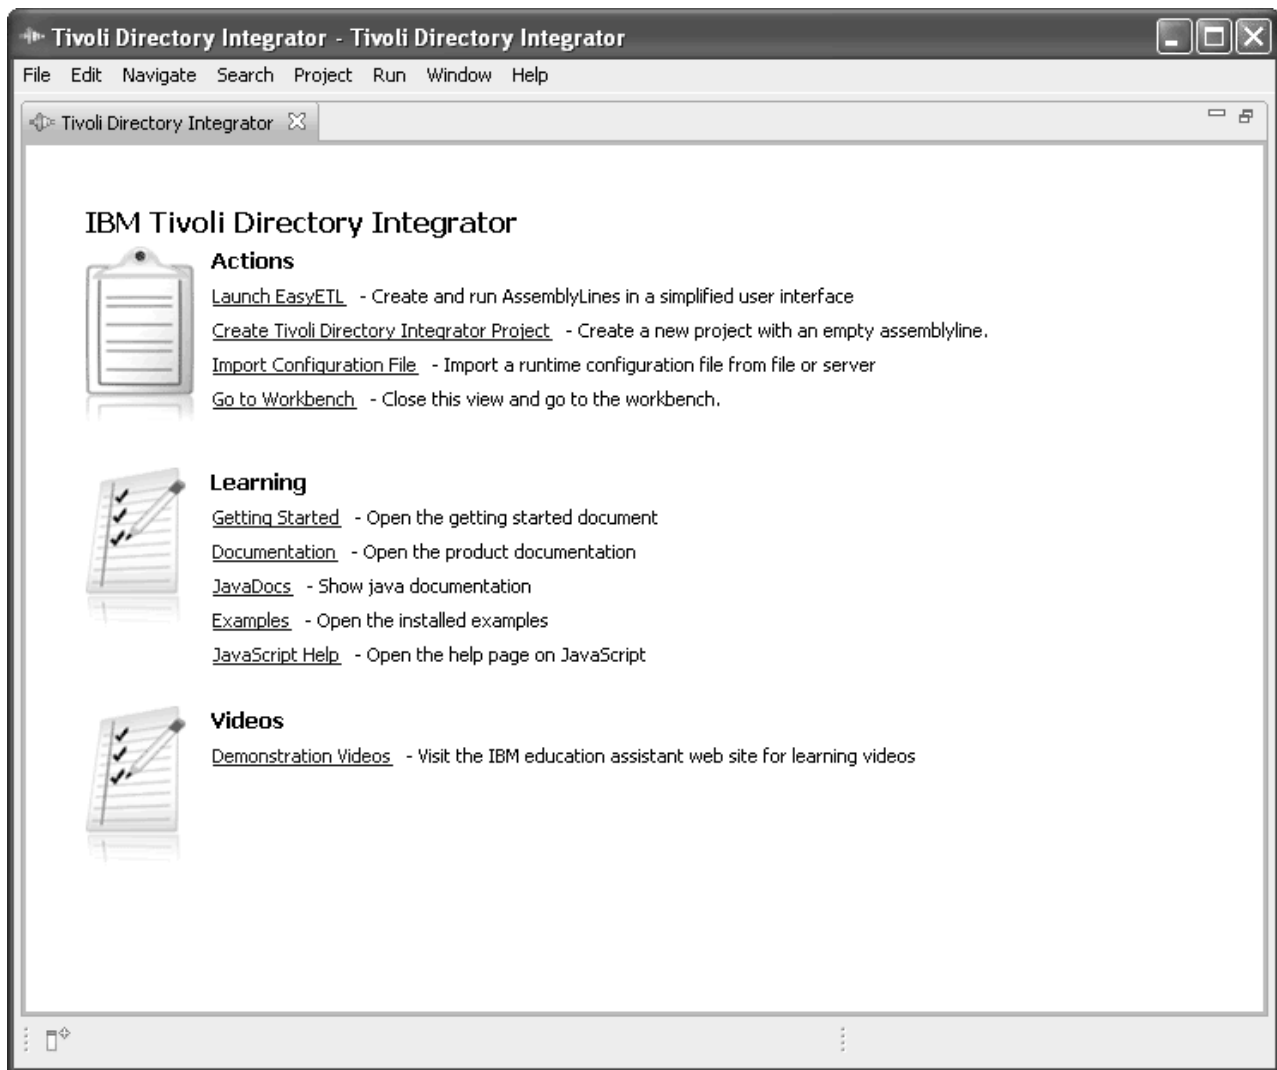 Tivoli Directory Integrator - Tivoli Directory Integrator
File Edit Navigate Search Project Run Window Help
Tivoli Directory Integrator
IBM Tivoli Directory Integrator
Actions
Launch EasyETL - Create and run AssemblyLines in a simplified user interface
Create Tivoli Directory Integrator Project - Create a new project with an empty assemblyline.
Import Configuration File - Import a runtime configuration file from file or server
Go to Workbench - Close this view and go to the workbench.
Learning
Getting Started - Open the getting started document
Documentation - Open the product documentation
JavaDocs - Show java documentation
Examples - Open the installed examples
JavaScript Help - Open the help page on JavaScript
Videos
Demonstration Videos - Visit the IBM education assistant web site for learning videos